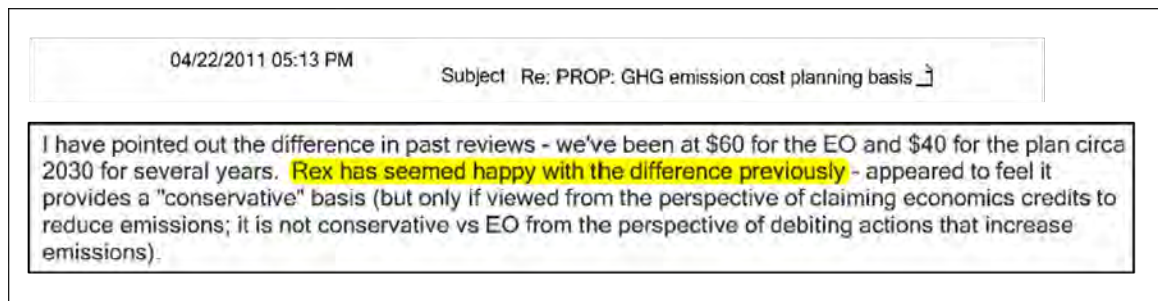 04/22/2011 05:13 PM
Subject Re: PROP: GHG emission cost planning basis
I have pointed out the difference in past reviews - we've been at $60 for the EO and $40 for the plan circa
2030 for several years. Rex has seemed happy with the difference previously - appeared to feel it
provides a "conservative" basis (but only if viewed from the perspective of claiming economics credits to
reduce emissions; it is not conservative vs EO from the perspective of debiting actions that increase
emissions).